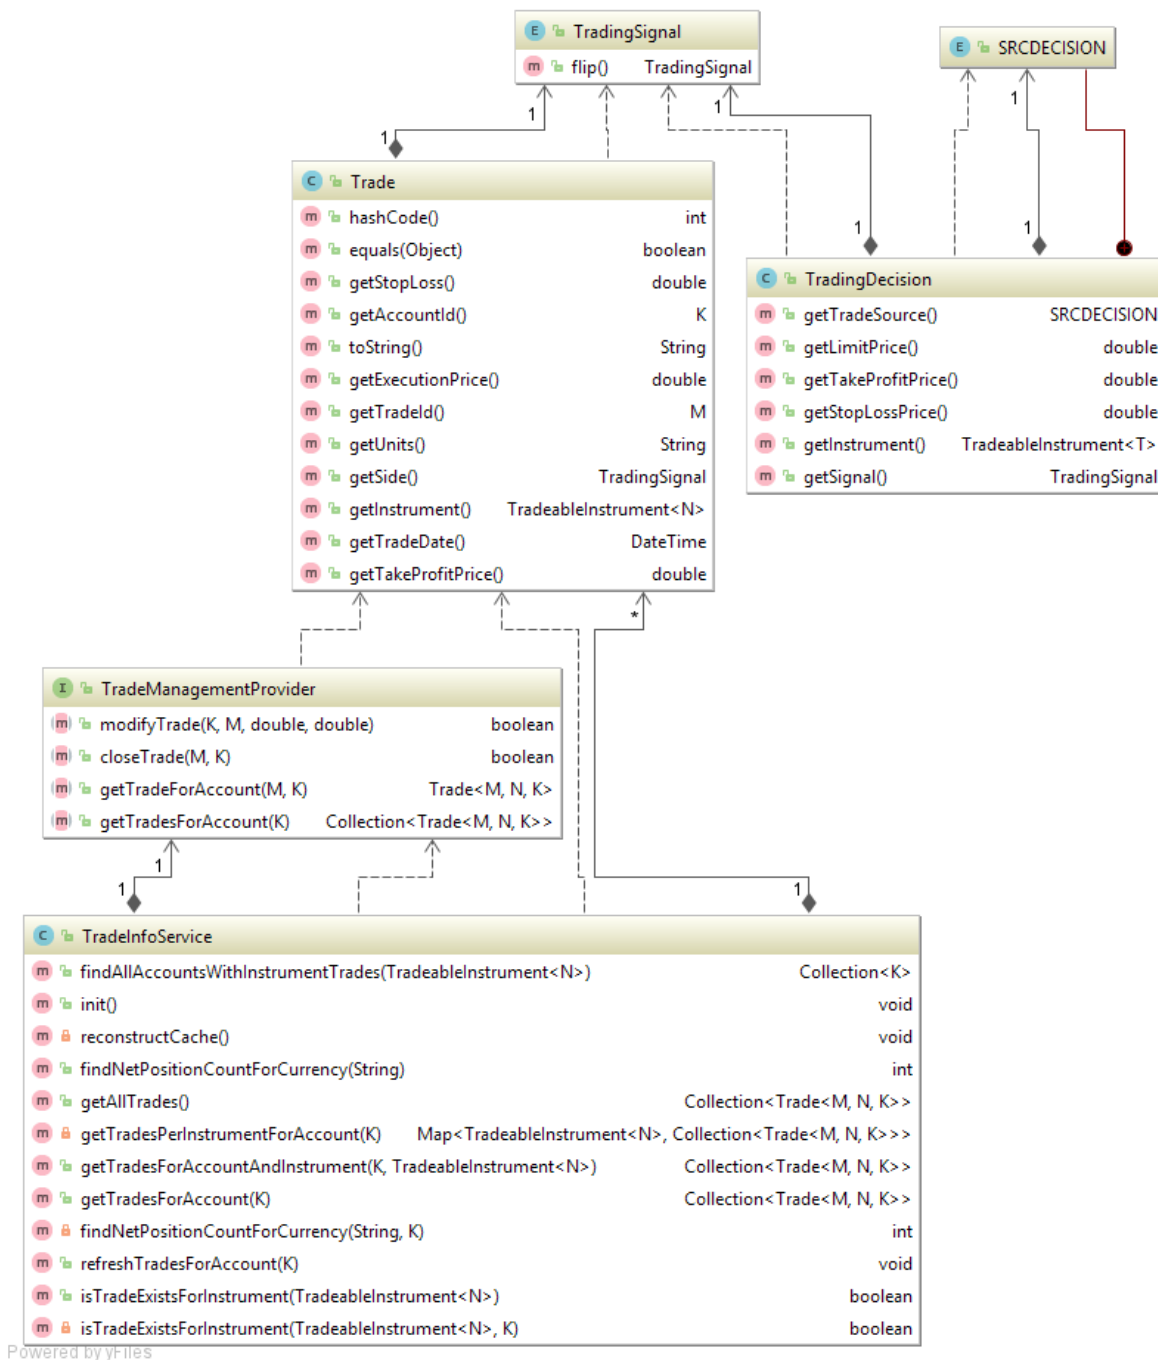 E TradingSignal
m flip() TradingSignal
E SRCDECISION
1
1
1
1
1
1
C Trade
m hashCode() int
m equals(Object) boolean
m getStopLoss() double
m getAccountId() K
m toString() String
m getExecutionPrice() double
m getTradeId() M
m getUnits() String
m getSide() TradingSignal
m getInstrument() TradeableInstrument<N>
m getTradeDate() DateTime
m getTakeProfitPrice() double
C TradingDecision
m getTradeSource() SRCDECISION
m getLimitPrice() double
m getTakeProfitPrice() double
m getStopLossPrice() double
m getInstrument() TradeableInstrument<T>
m getSignal() TradingSignal
*
I TradeManagementProvider
m modifyTrade(K, M, double, double) boolean
m closeTrade(M, K) boolean
m getTradeForAccount(M, K) Trade<M, N, K>
m getTradesForAccount(K) Collection<Trade<M, N, K>>
1
1
1
C TradeInfoService
m findAllAccountsWithInstrumentTrades(TradeableInstrument<N>) Collection<K>
m init() void
m reconstructCache() void
m findNetPositionCountForCurrency(String) int
m getAllTrades() Collection<Trade<M, N, K>>
m getTradesPerInstrumentForAccount(K) Map<TradeableInstrument<N>, Collection<Trade<M, N, K>>>
m getTradesForAccountAndInstrument(K, TradeableInstrument<N>) Collection<Trade<M, N, K>>
m getTradesForAccount(K) Collection<Trade<M, N, K>>
m findNetPositionCountForCurrency(String, K) int
m refreshTradesForAccount(K) void
m isTradeExistsForInstrument(TradeableInstrument<N>) boolean
m isTradeExistsForInstrument(TradeableInstrument<N>, K) boolean
Powered by yFiles